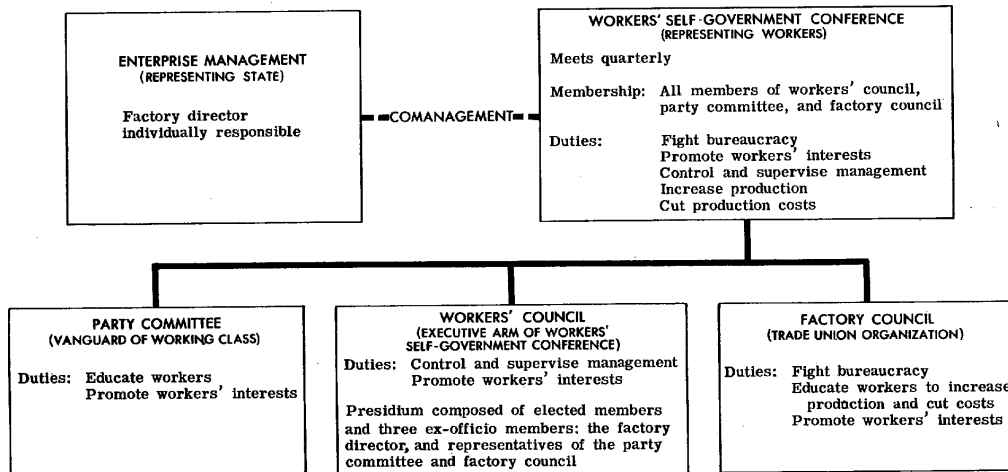 ENTERPRISE MANAGEMENT
(REPRESENTING STATE)
Factory director
individually responsible
COMANAGEMENT
WORKERS' SELF-GOVERNMENT CONFERENCE
(REPRESENTING WORKERS)
Meets quarterly
Membership: All members of workers' council,
party committee, and factory council
Duties: Fight bureaucracy
Promote workers' interests
Control and supervise management
Increase production
Cut production costs
PARTY COMMITTEE
(VANGUARD OF WORKING CLASS)
Duties: Educate workers
Promote workers' interests
WORKERS' COUNCIL
(EXECUTIVE ARM OF WORKERS'
SELF-GOVERNMENT CONFERENCE)
Duties: Control and supervise management
Promote workers' interests
Presidium composed of elected members
and three ex-officio members: the factory
director, and representatives of the party
committee and factory council
FACTORY COUNCIL
(TRADE UNION ORGANIZATION)
Duties: Fight bureaucracy
Educate workers to increase
production and cut costs
Promote workers' interests